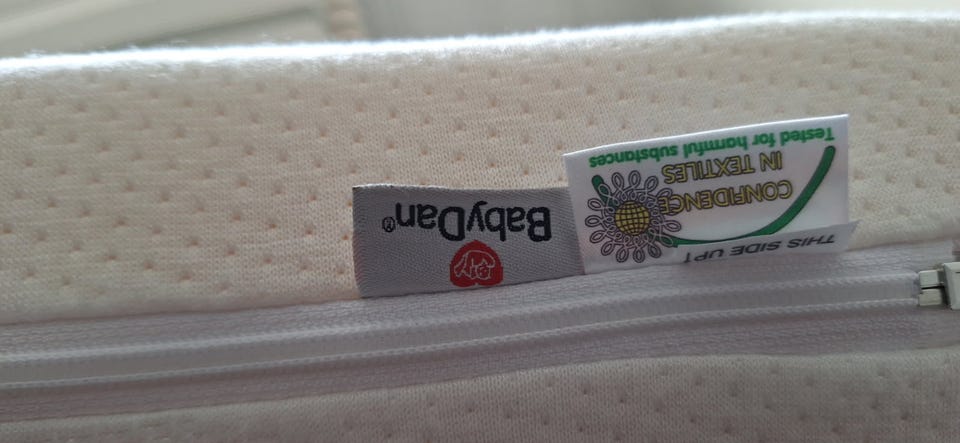 BabyDan®
CONFIDENCE
IN TEXTILES
Tested for harmful substances
THIS SIDE UP!